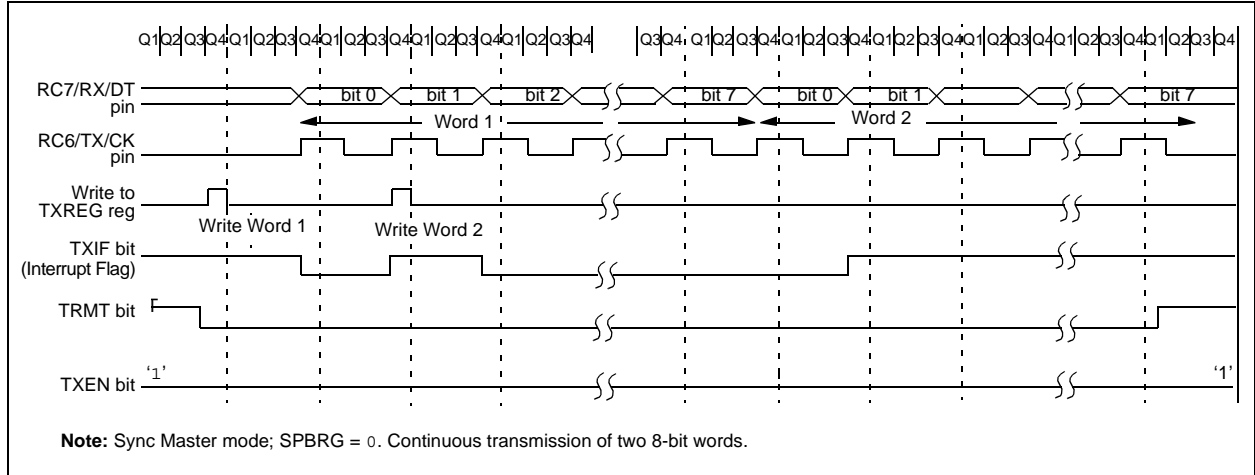 Q1 Q2 Q3 Q4 Q1 Q2 Q3 Q4 Q1 Q2 Q3 Q4 Q1 Q2 Q3 Q4 Q1 Q2 Q3 Q4 Q3 Q4 Q1 Q2 Q3 Q4 Q1 Q2 Q3 Q4 Q1 Q2 Q3 Q4 Q1 Q2 Q3 Q4 Q1 Q2 Q3 Q4 Q1 Q2 Q3 Q4
RC7/RX/DT
pin
bit 0 bit 1 bit 2 bit 7 bit 0 bit 1 bit 7
Word 1 Word 2
RC6/TX/CK
pin
Write to
TXREG reg
Write Word 1 Write Word 2
TXIF bit
(Interrupt Flag)
TRMT bit
TXEN bit '1' '1'
Note: Sync Master mode; SPBRG = 0. Continuous transmission of two 8-bit words.